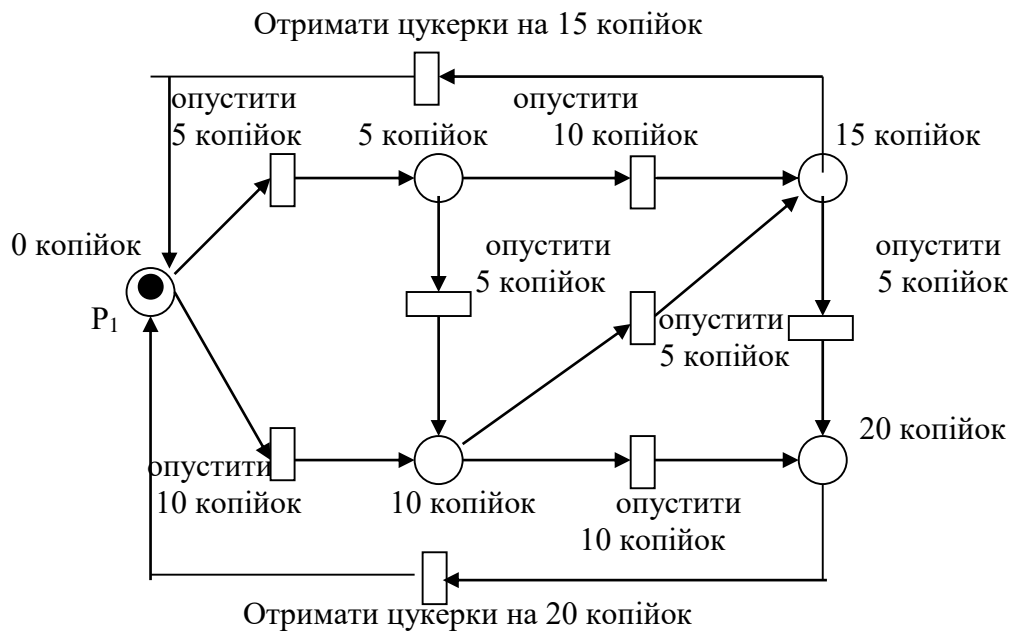 Отримати цукерки на 15 копійок
опустити
5 копійок
5 копійок
опустити
10 копійок
15 копійок
0 копійок
P1
опустити
5 копійок
опустити
5 копійок
опустити
5 копійок
20 копійок
опустити
10 копійок
10 копійок
опустити
10 копійок
Отримати цукерки на 20 копійок